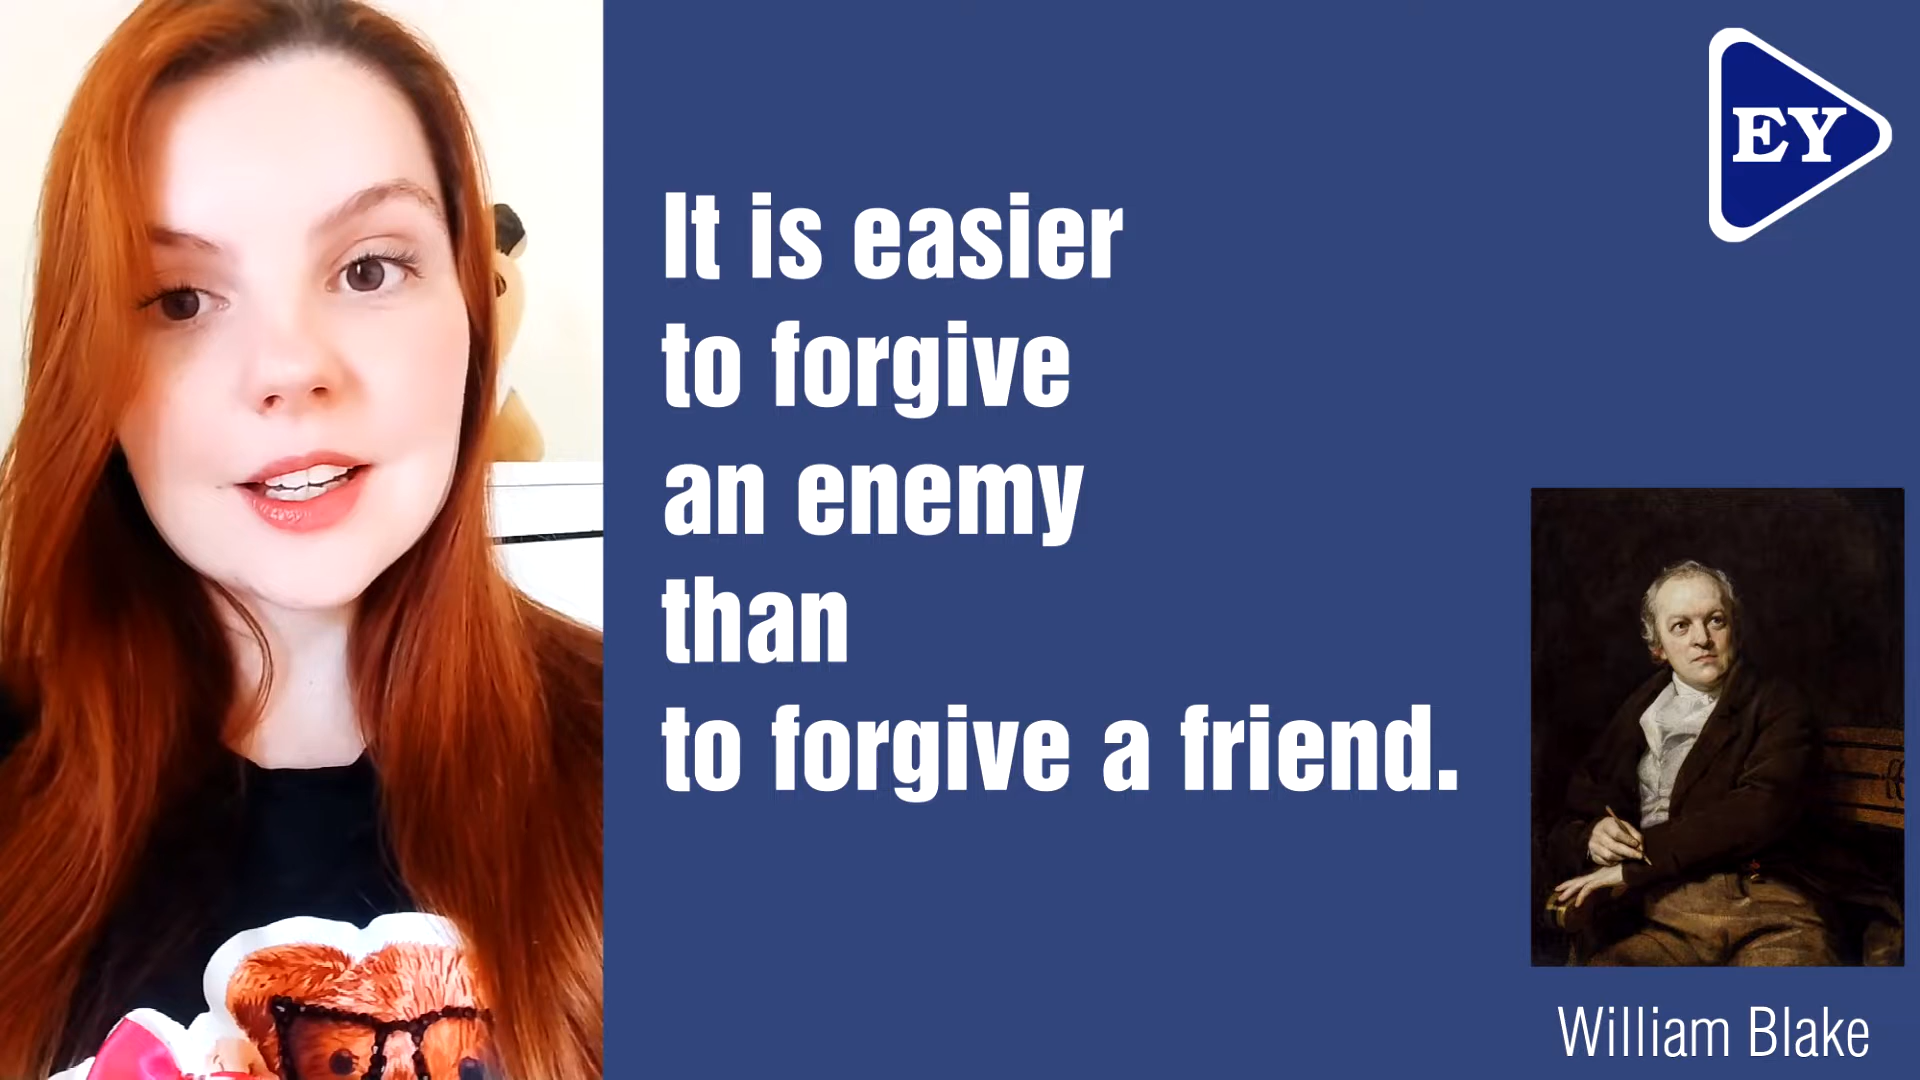 EY
It is easier
to forgive
an enemy
than
to forgive a friend.
William Blake